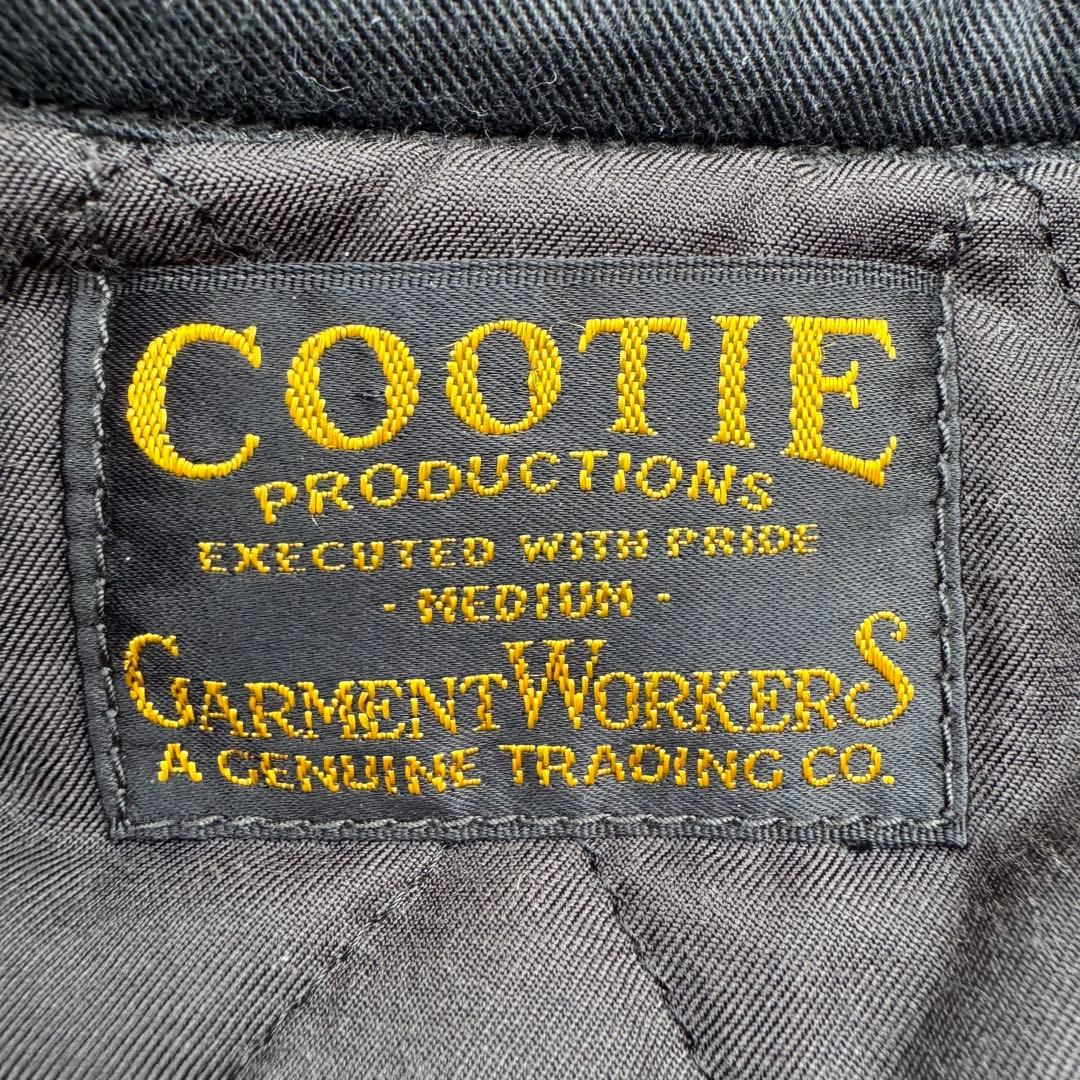 COOTIE
PRODUCTIONS
EXECUTED WITH PRIDE
- MEDIUM -
GARMENTWORKERS
A GENUINE TRADING CO.